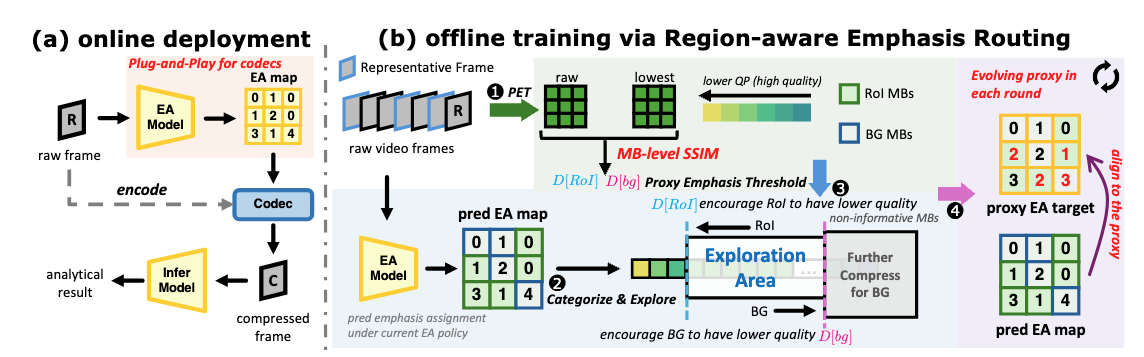 (a) online deployment
Plug-and-Play for codecs
EA map
EA
Model
0 1 0
1 2 0
3 1 4
R
raw frame
encode
Codec
analytical
result
Infer
Model
C
compressed
frame
(b) offline training via Region-aware Emphasis Routing
Representative Frame
R
raw video frames
1 PET
raw
lowest
lower QP (high quality)
RoI MBs
BG MBs
MB-level SSIM
D[RoI] D[bg] Proxy Emphasis Threshold
3
D[RoI] encourage RoI to have lower quality
non-informative MBs
pred EA map
EA
Model
0 1 0
1 2 0
3 1 4
pred emphasis assignment
under current EA policy
2
Categorize & Explore
RoI
Exploration
Area
...
BG
Further
Compress
for BG
encourage BG to have lower quality D[bg]
4
Evolving proxy in
each round
0 1 0
2 2 1
3 2 3
proxy EA target
align to the proxy
0 1 0
1 2 0
3 1 4
pred EA map